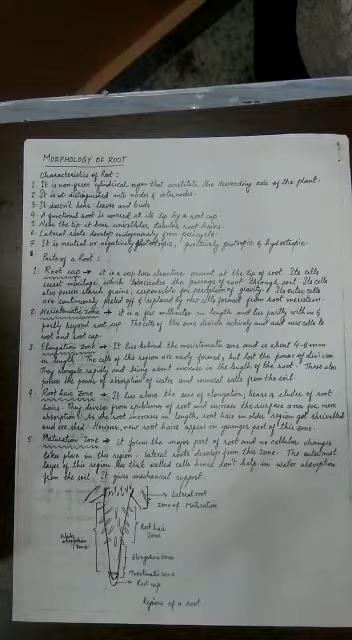 MORPHOLOGY OF ROOT
Characteristics of Root:
1. It is non-green cylindrical organ that constitute the descending axis of the plant.
2. It is not distinguished into nodes & internodes.
3. It doesn't bear leaves and buds
4. A functional root is covered at its tip by a root cap
5. Near the tip it bears unicellular, tubular root hairs
6. Lateral roots develop endogenously from pericycle
7. It is neutral or negatively phototropic, positively geotropic & hydrotropic
8
Parts of a Root:
1. Root cap → it is a cap like structure present at the tip of root. Its cells
secret mucilage which lubricates the passage of root through soil. Its cells
also possess starch grains, responsible for perception of gravity. Its outer cells
are continuously peeled off & replaced by new cells formed from root meristem.
2. Meristematic zone → it is a few millimetres in length and lies partly within &
partly beyond root cap. The cells of this zone divide actively and add new cells to
root and root cap.
3. Elongation zone → It lies behind the meristematic zone and is about 4-8 mm
in length. The cells of this region are newly formed, but lost the power of division
They elongate rapidly and bring about increase in the length of the root. These also
possess the power of absorption of water and mineral salts from the soil.
4. Root hair zone → It lies above the zone of elongation, bears a cluster of root
hairs. They develop from epidermis of root and increase the surface area for more
absorption. As the root increases in length, root hair in older region get shrivelled
and are shed. However, new root hairs appear in younger part of this zone.
5. Maturation zone → it forms the major part of root and no cellular changes
takes place in this region. lateral roots develop from this zone. The outermost
layer of this region has thick walled cells hence don't help in water absorption
from the soil. It gives mechanical support.
Lateral root
Zone of Maturation
Root hair
zone
Water
absorption
zone
Elongation zone
Meristematic zone
Root cap
Regions of a root.